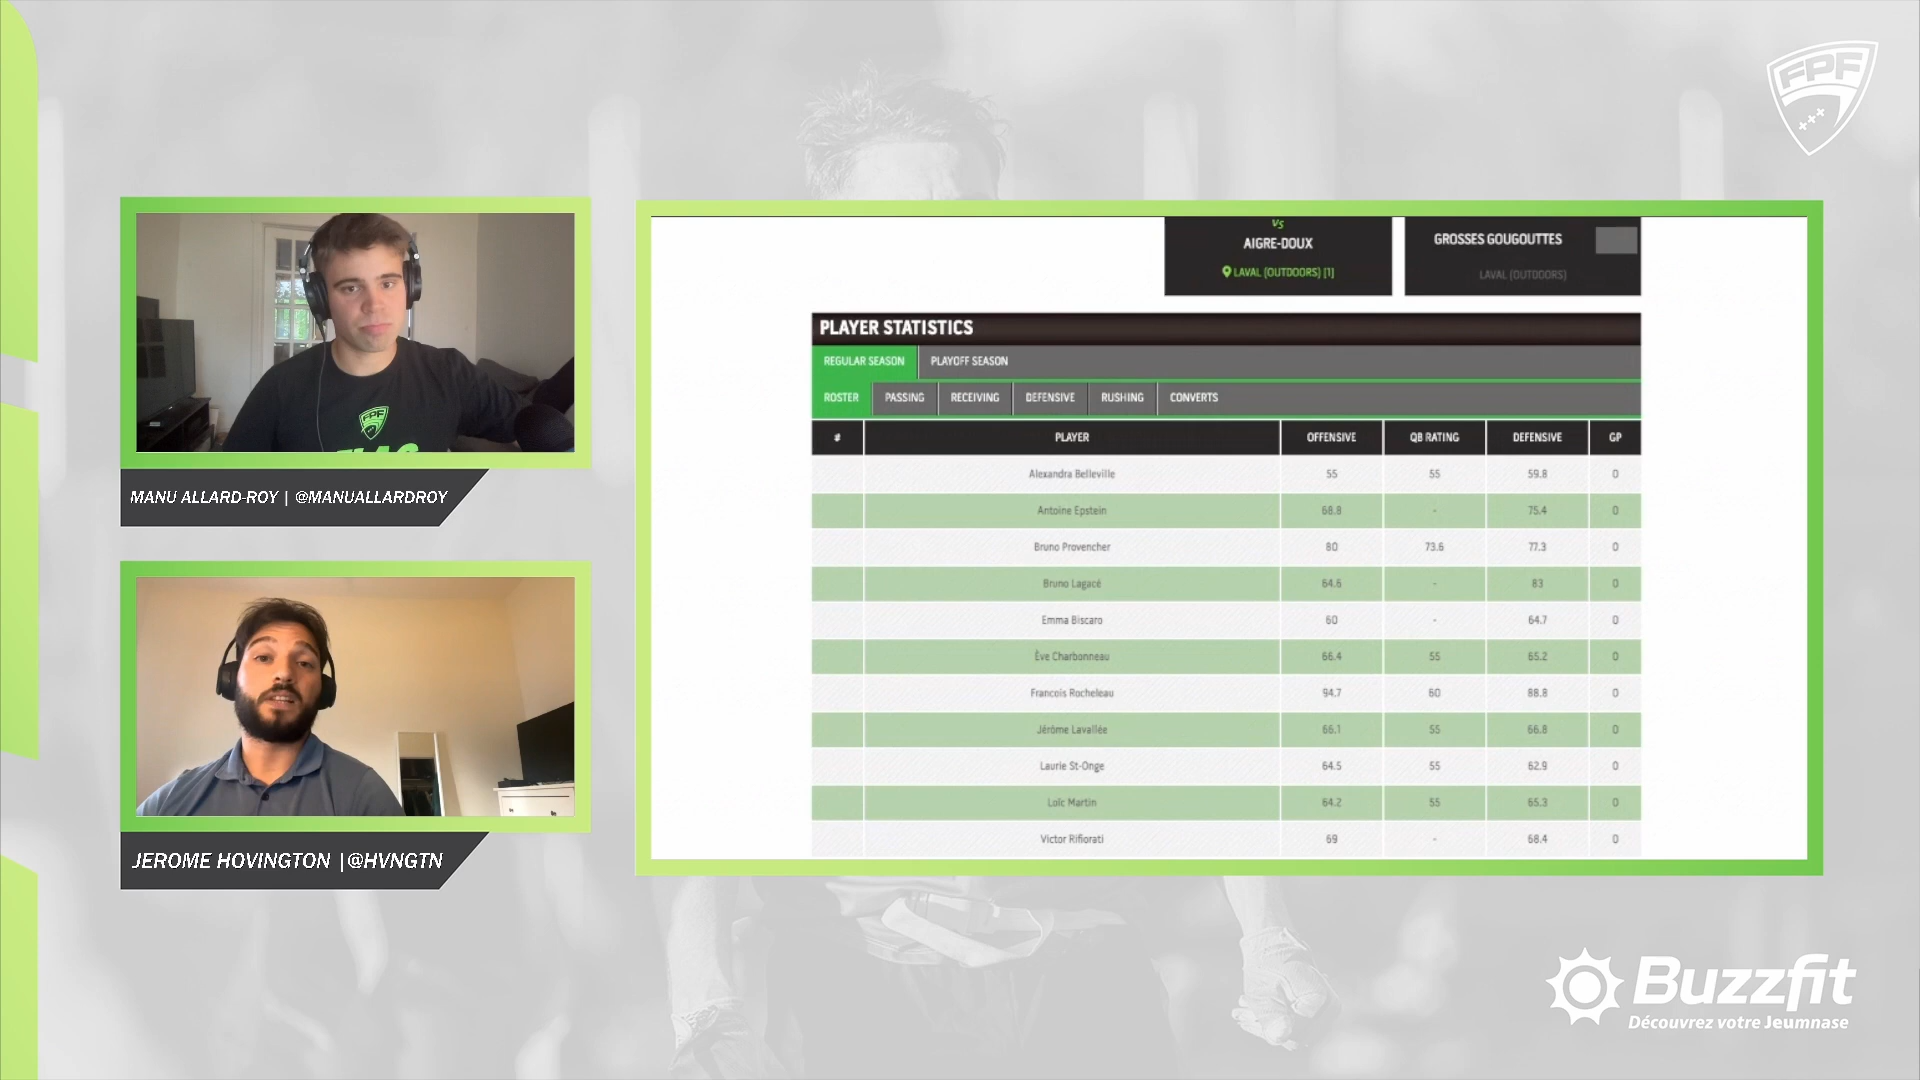 FPF
FPF
MANU ALLARD-ROY | @MANUALLARDROY
JEROME HOVINGTON |@HVNGTN
VS
AIGRE-DOUX
LAVAL (OUTDOORS) [1]
GROSSES GOUGOUTTES
LAVAL (OUTDOORS)
PLAYER STATISTICS
REGULAR SEASON PLAYOFF SEASON
ROSTER PASSING RECEIVING DEFENSIVE RUSHING CONVERTS
# PLAYER OFFENSIVE QB RATING DEFENSIVE GP
Alexandra Belleville 55 55 59.8 0
Antoine Epstein 68.8 - 75.4 0
Bruno Provencher 80 73.6 77.3 0
Bruno Lagacé 64.6 - 83 0
Emma Biscaro 60 - 64.7 0
Ève Charbonneau 66.4 55 65.2 0
Francois Rocheleau 94.7 60 88.8 0
Jérôme Lavallée 66.1 55 66.8 0
Laurie St-Onge 64.5 55 62.9 0
Loïc Martin 64.2 55 65.3 0
Victor Rifiorati 69 - 68.4 0
Buzzfit
Découvrez votre Jeumnase